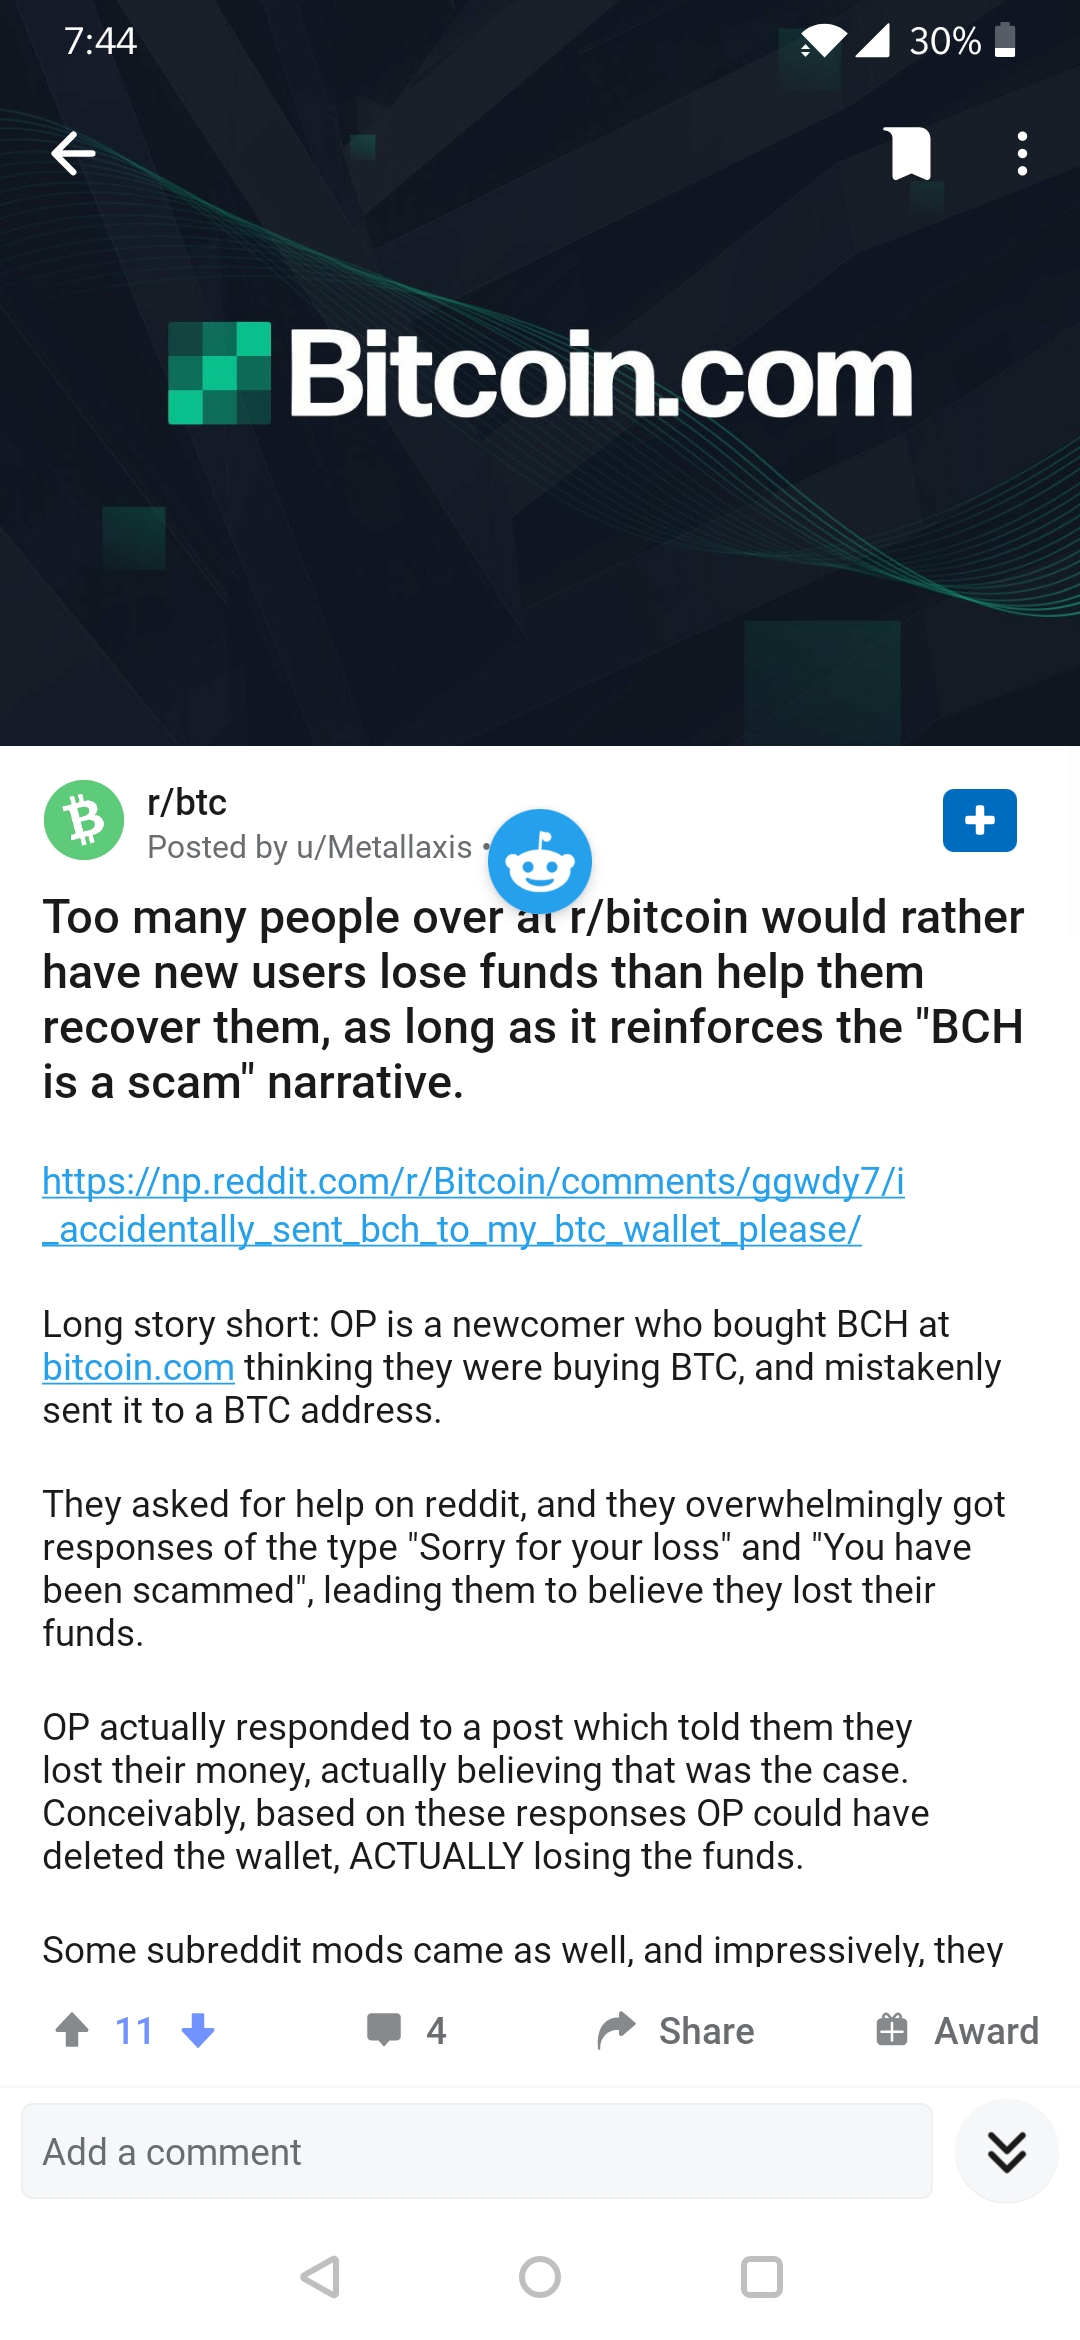 7:44
30%
Bitcoin.com
r/btc
Posted by u/Metallaxis •
Too many people over at r/bitcoin would rather
have new users lose funds than help them
recover them, as long as it reinforces the "BCH
is a scam" narrative.
https://np.reddit.com/r/Bitcoin/comments/ggwdy7/i
_accidentally_sent_bch_to_my_btc_wallet_please/
Long story short: OP is a newcomer who bought BCH at
bitcoin.com thinking they were buying BTC, and mistakenly
sent it to a BTC address.
They asked for help on reddit, and they overwhelmingly got
responses of the type "Sorry for your loss" and "You have
been scammed", leading them to believe they lost their
funds.
OP actually responded to a post which told them they
lost their money, actually believing that was the case.
Conceivably, based on these responses OP could have
deleted the wallet, ACTUALLY losing the funds.
Some subreddit mods came as well, and impressively, they
11
4
Share
Award
Add a comment